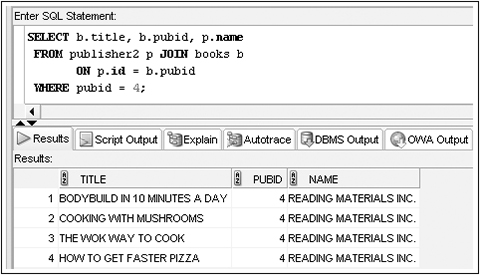 Enter SQL Statement:
SELECT b.title, b.pubid, p.name
FROM publisher2 p JOIN books b
ON p.id = b.pubid
WHERE pubid = 4;
Results Script Output Explain Autotrace DBMS Output OWA Output
Results:
TITLE PUBID NAME
1 BODYBUILD IN 10 MINUTES A DAY 4 READING MATERIALS INC.
2 COOKING WITH MUSHROOMS 4 READING MATERIALS INC.
3 THE WOK WAY TO COOK 4 READING MATERIALS INC.
4 HOW TO GET FASTER PIZZA 4 READING MATERIALS INC.